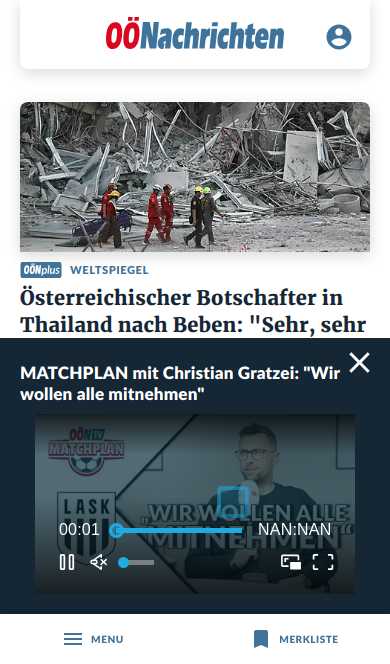 OÖNachrichten
OÖNplus WELTSPIEGEL
Österreichischer Botschafter in
Thailand nach Beben: "Sehr, sehr
MATCHPLAN mit Christian Gratzei: "Wir
wollen alle mitnehmen"
OÖN TV
MATCHPLAN
LASK
„WIR WOLLEN ALLE
MITNEHMEN"
00:01 NAN:NAN
MENU MERKLISTE